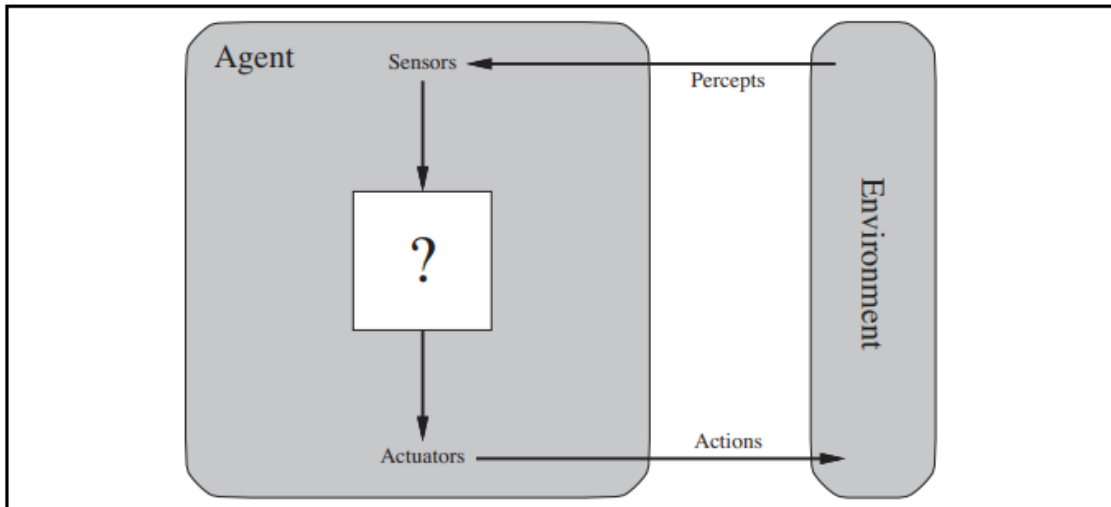 Agent
Sensors
Percepts
?
Environment
Actuators
Actions